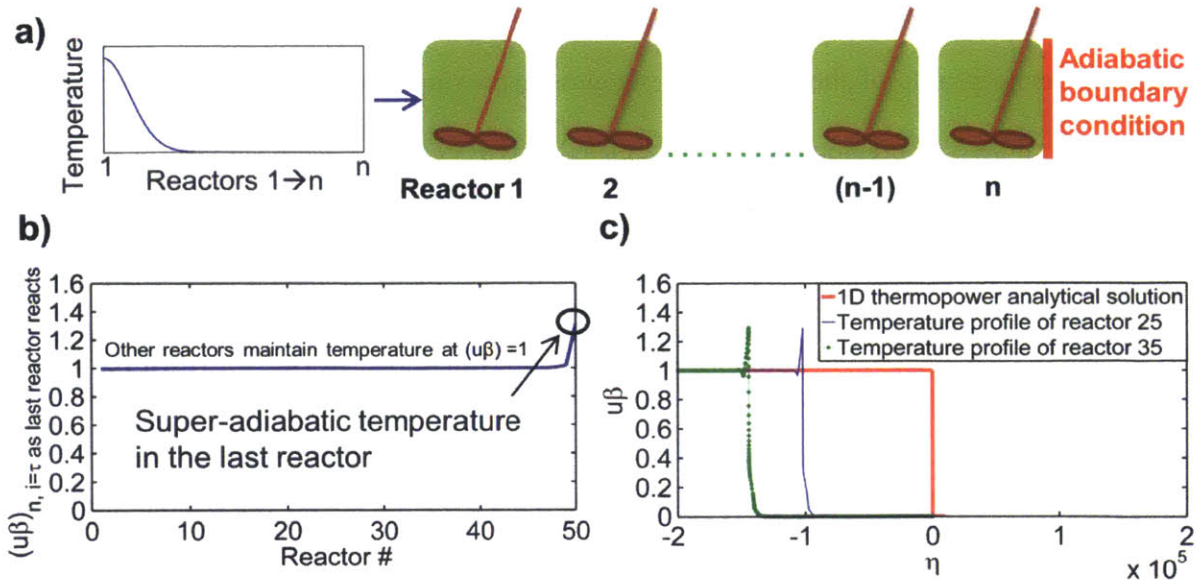 a)
Temperature
1
n
Reactors 1→n
Reactor 1
2
(n-1)
n
Adiabatic
boundary
condition
b)
(uβ)n, i=τ as last reactor reacts
1.6
1.4
1.2
1
0.8
0.6
0.4
0.2
0
Other reactors maintain temperature at (uβ) =1
Super-adiabatic temperature
in the last reactor
0
10
20
30
40
50
Reactor #
c)
uβ
1.6
1.4
1.2
1
0.8
0.6
0.4
0.2
0
1D thermopower analytical solution
Temperature profile of reactor 25
Temperature profile of reactor 35
-2
-1
0
1
2
η
x 10^5